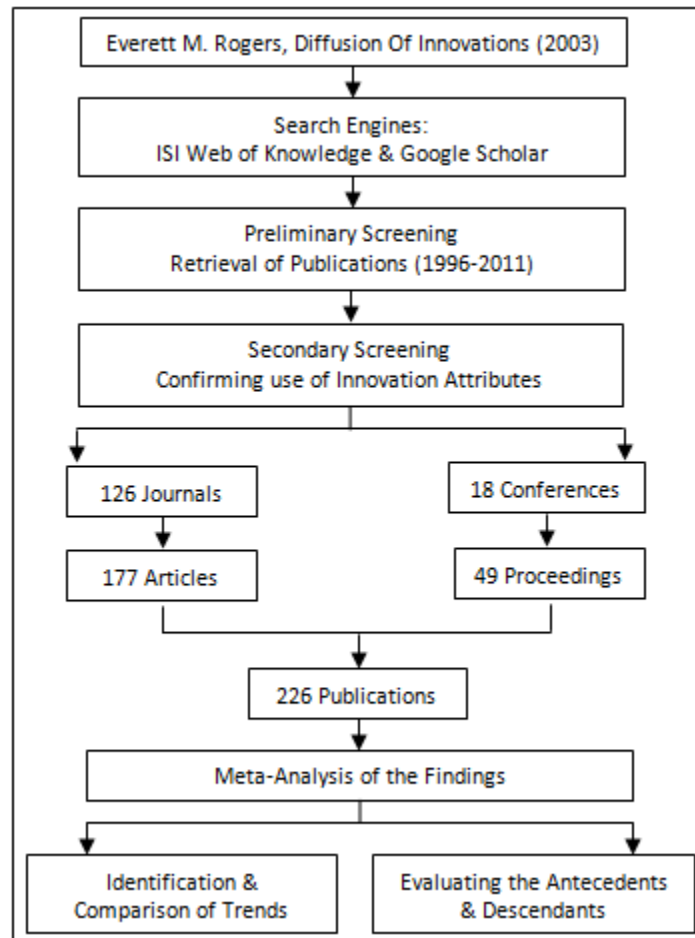 Everett M. Rogers, Diffusion Of Innovations (2003)
Search Engines:
ISI Web of Knowledge & Google Scholar
Preliminary Screening
Retrieval of Publications (1996-2011)
Secondary Screening
Confirming use of Innovation Attributes
126 Journals
18 Conferences
177 Articles
49 Proceedings
226 Publications
Meta-Analysis of the Findings
Identification &
Comparison of Trends
Evaluating the Antecedents
& Descendants